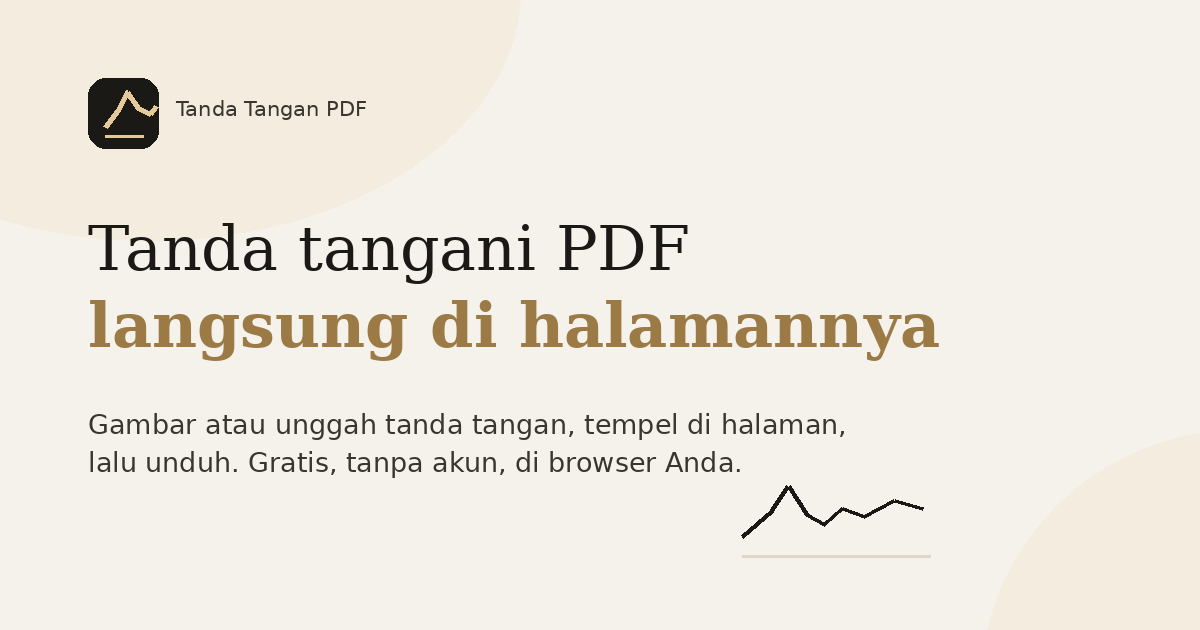 Tanda Tangan PDF
Tanda tangani PDF
langsung di halamannya
Gambar atau unggah tanda tangan, tempel di halaman,
lalu unduh. Gratis, tanpa akun, di browser Anda.